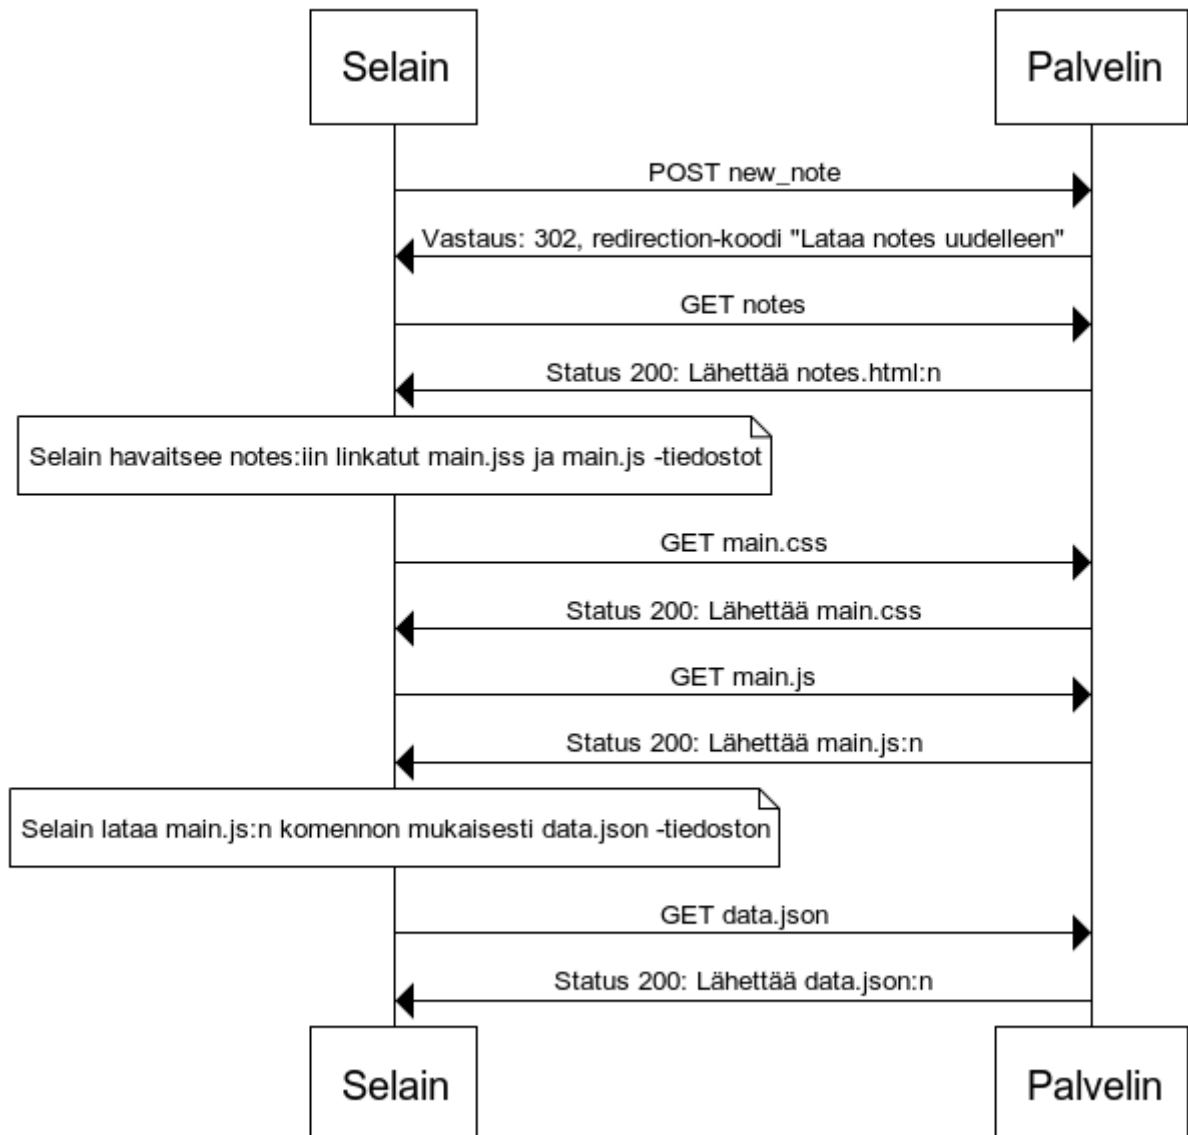 Selain
Palvelin
POST new_note
Vastaus: 302, redirection-koodi "Lataa notes uudelleen"
GET notes
Status 200: Lähettää notes.html:n
Selain havaitsee notes:iin linkatut main.jss ja main.js -tiedostot
GET main.css
Status 200: Lähettää main.css
GET main.js
Status 200: Lähettää main.js:n
Selain lataa main.js:n komennon mukaisesti data.json -tiedoston
GET data.json
Status 200: Lähettää data.json:n
Selain
Palvelin